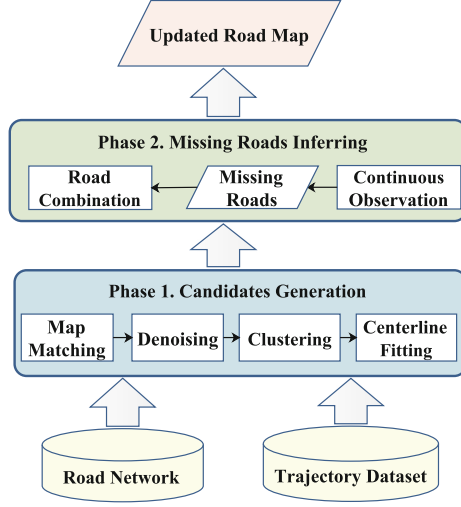 Updated Road Map
Phase 2. Missing Roads Inferring
Road
Combination
Missing
Roads
Continuous
Observation
Phase 1. Candidates Generation
Map
Matching
Denoising
Clustering
Centerline
Fitting
Road Network
Trajectory Dataset